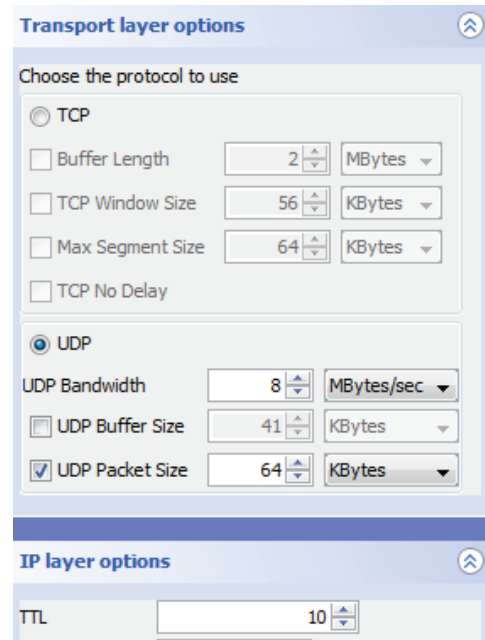 Transport layer options
Choose the protocol to use
TCP
Buffer Length 2 MBytes
TCP Window Size 56 KBytes
Max Segment Size 64 KBytes
TCP No Delay
UDP
UDP Bandwidth 8 MBytes/sec
UDP Buffer Size 41 KBytes
UDP Packet Size 64 KBytes
IP layer options
TTL 10